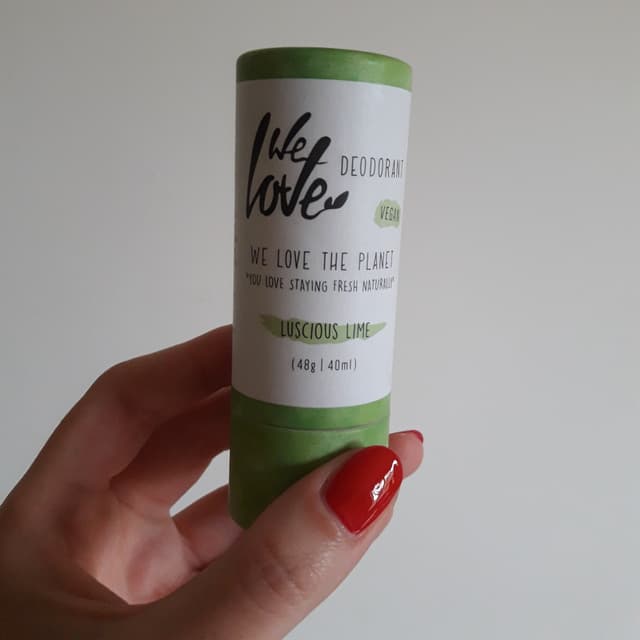 We
love
DEODORANT
VEGAN
WE LOVE THE PLANET
"YOU LOVE STAYING FRESH NATURALLY"
LUSCIOUS LIME
(48g | 40ml)